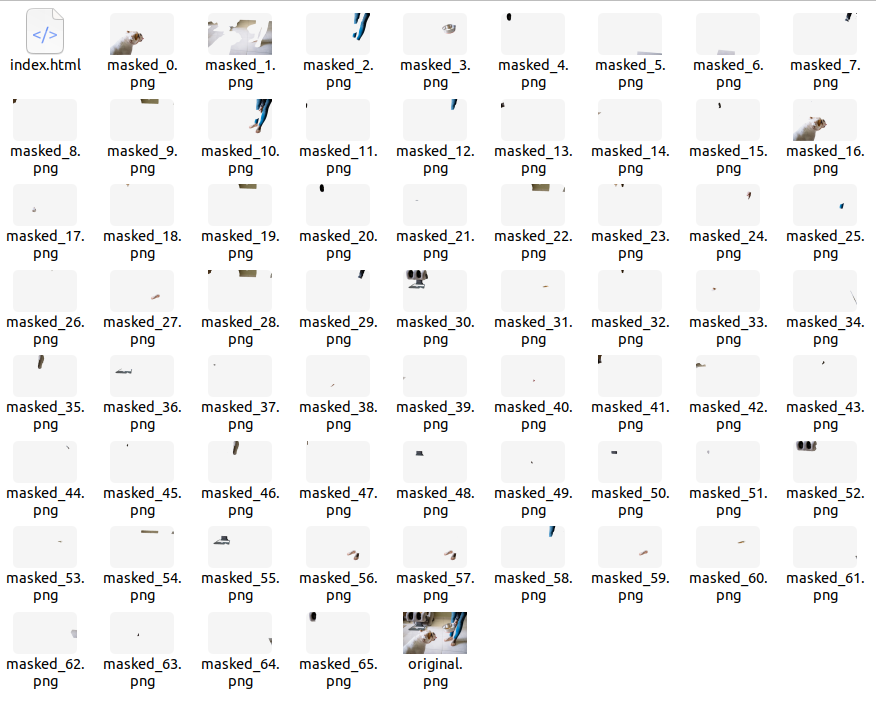 </>
index.html
masked_0.
png
masked_1.
png
masked_2.
png
masked_3.
png
masked_4.
png
masked_5.
png
masked_6.
png
masked_7.
png
masked_8.
png
masked_9.
png
masked_10.
png
masked_11.
png
masked_12.
png
masked_13.
png
masked_14.
png
masked_15.
png
masked_16.
png
masked_17.
png
masked_18.
png
masked_19.
png
masked_20.
png
masked_21.
png
masked_22.
png
masked_23.
png
masked_24.
png
masked_25.
png
masked_26.
png
masked_27.
png
masked_28.
png
masked_29.
png
masked_30.
png
masked_31.
png
masked_32.
png
masked_33.
png
masked_34.
png
masked_35.
png
masked_36.
png
masked_37.
png
masked_38.
png
masked_39.
png
masked_40.
png
masked_41.
png
masked_42.
png
masked_43.
png
masked_44.
png
masked_45.
png
masked_46.
png
masked_47.
png
masked_48.
png
masked_49.
png
masked_50.
png
masked_51.
png
masked_52.
png
masked_53.
png
masked_54.
png
masked_55.
png
masked_56.
png
masked_57.
png
masked_58.
png
masked_59.
png
masked_60.
png
masked_61.
png
masked_62.
png
masked_63.
png
masked_64.
png
masked_65.
png
original.
png